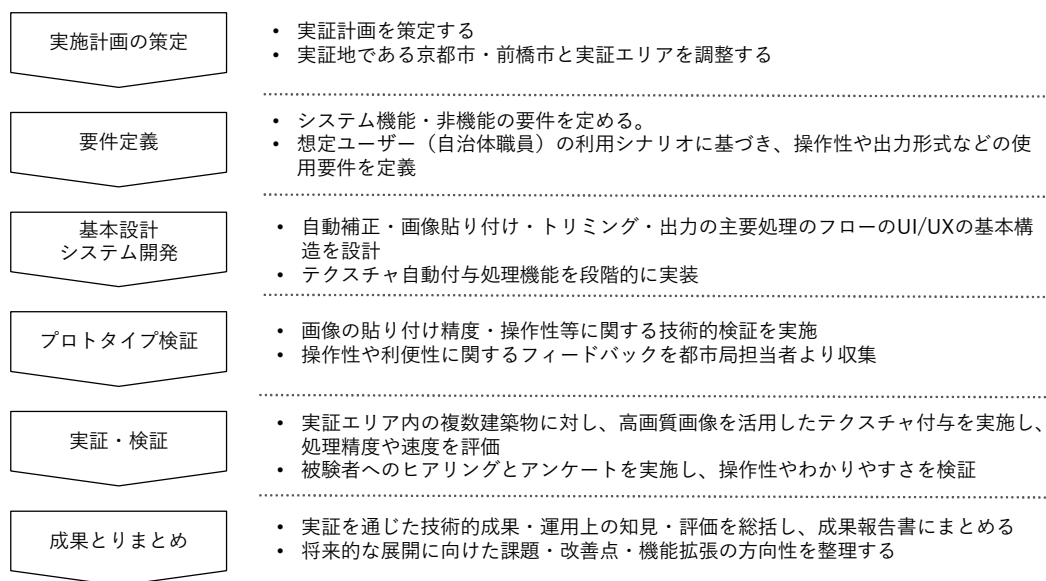 実施計画の策定
• 実証計画を策定する
• 実証地である京都市・前橋市と実証エリアを調整する
要件定義
• システム機能・非機能の要件を定める。
• 想定ユーザー（自治体職員）の利用シナリオに基づき、操作性や出力形式などの使
用要件を定義
基本設計
システム開発
• 自動補正・画像貼り付け・トリミング・出力の主要処理のフローのUI/UXの基本構
造を設計
• テクスチャ自動付与処理機能を段階的に実装
プロトタイプ検証
• 画像の貼り付け精度・操作性等に関する技術的検証を実施
• 操作性や利便性に関するフィードバックを都市局担当者より収集
実証・検証
• 実証エリア内の複数建築物に対し、高画質画像を活用したテクスチャ付与を実施し、
処理精度や速度を評価
• 被験者へのヒアリングとアンケートを実施し、操作性やわかりやすさを検証
成果とりまとめ
• 実証を通じた技術的成果・運用上の知見・評価を総括し、成果報告書にまとめる
• 将来的な展開に向けた課題・改善点・機能拡張の方向性を整理する